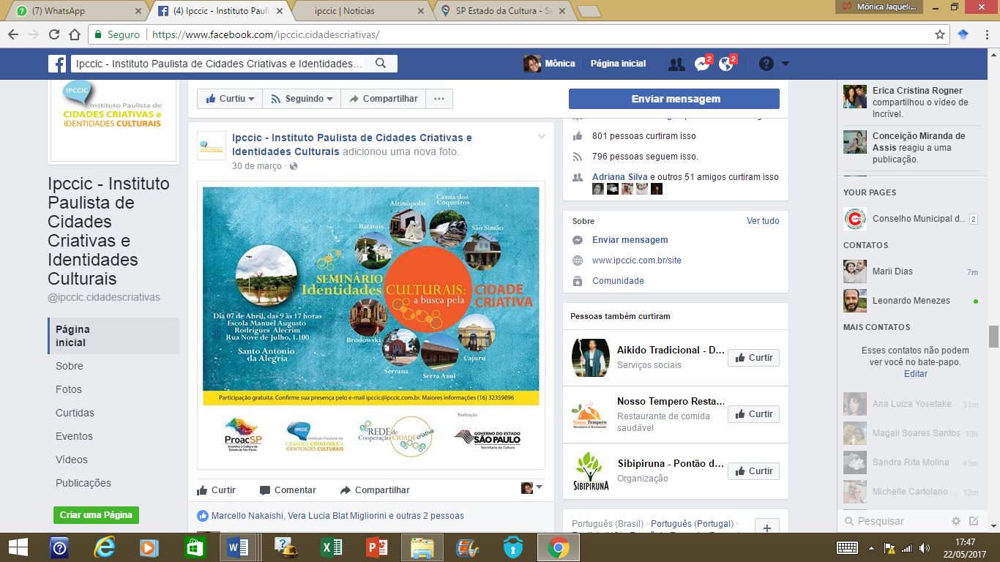 (7) WhatsApp
(4) Ipccic - Instituto Pauli
ipccic | Noticias
SP Estado da Cultura - Se
Mônica Jaqueli...
Seguro
https://www.facebook.com/ipccic.cidadescriativas/
Ipccic - Instituto Paulista de Cidades Criativas e Identidades...
Mônica
Página inicial
2
2
IPCCIC
Instituto Paulista de
CIDADES CRIATIVAS e
IDENTIDADES CULTURAIS
Ipccic - Instituto
Paulista de
Cidades
Criativas e
Identidades
Culturais
@ipccic.cidadescriativas
Página
inicial
Sobre
Fotos
Curtidas
Eventos
Vídeos
Publicações
Criar uma Página
Curtiu
Seguindo
Compartilhar
Enviar mensagem
Ipccic - Instituto Paulista de Cidades Criativas e
Identidades Culturais adicionou uma nova foto.
30 de março
Cassia dos
Coqueiros
Altinópolis
Batatais
São Simão
SEMINÁRIO
Identidades
CULTURAIS:
a busca pela
CIDADE
CRIATIVA
Dia 07 de Abril, das 9 às 17 horas
Escola Manuel Augusto
Rodrigues Alecrim
Rua Nove de Julho, 1.100
Santo Antonio
da Alegria
Brodowski
Serrana
Serra Azul
Cajuru
Participação gratuita. Confirme sua presença pelo e-mail ipccic@ipccic.com.br. Maiores informações (16) 32359896
Realização
ProacSP
Incentivo à Cultura do
Estado de São Paulo
IPCCIC
Instituto Paulista de
CIDADES CRIATIVAS e
IDENTIDADES CULTURAIS
REDE de
Cooperação CIDADE criativa
GOVERNO DO ESTADO
SÃO PAULO
Secretaria da Cultura
Curtir
Comentar
Compartilhar
Marcello Nakaishi, Vera Lucia Blat Migliorini e outras 2 pessoas
801 pessoas curtiram isso
796 pessoas seguem isso.
Adriana Silva e outros 51 amigos curtiram isso
Sobre
Ver tudo
Enviar mensagem
www.ipccic.com.br/site
Comunidade
Pessoas também curtiram
Aikido Tradicional - D...
Serviços sociais
Curtir
Nosso Tempero
Nosso Tempero Resta...
Restaurante de comida
saudável
Curtir
SIBIPIRUNA
Sibipiruna - Pontão d...
Organização
Curtir
Português (Brasil) · Português (Portugal) ·
Erica Cristina Rogner
compartilhou o vídeo de
Incrível.
Conceição Miranda de
Assis reagiu a uma
publicação.
YOUR PAGES
Conselho Municipal d..
2
CONTATOS
Marii Dias
7m
Leonardo Menezes
MAIS CONTATOS
Esses contatos não podem
ver você no bate-papo.
Editar
Ana Luiza Yosetake
31m
Magali Soares Santos
10h
Sandra Rita Molina
41m
Michelle Cartolano ...
12m
Pesquisar
17:47
22/05/2017